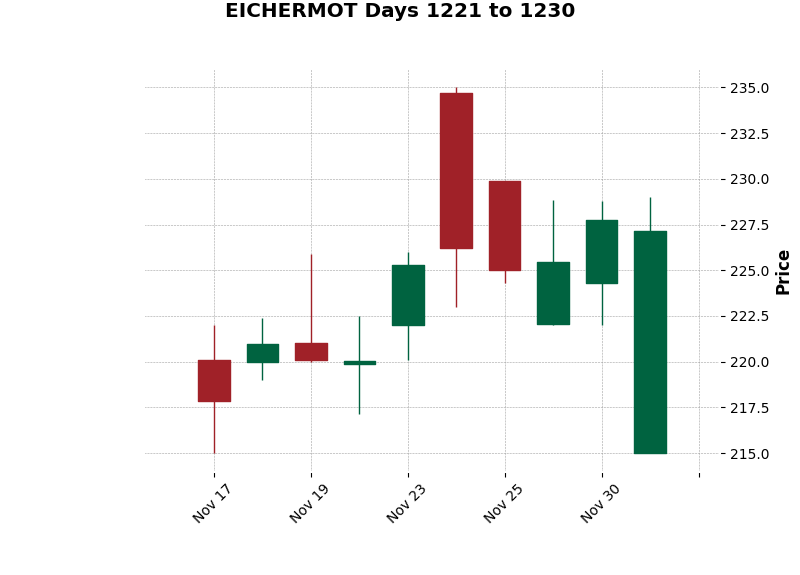 EICHERMOT Days 1221 to 1230
235.0
232.5
230.0
227.5
225.0
222.5
220.0
217.5
215.0
Price
Nov 17
Nov 19
Nov 23
Nov 25
Nov 30